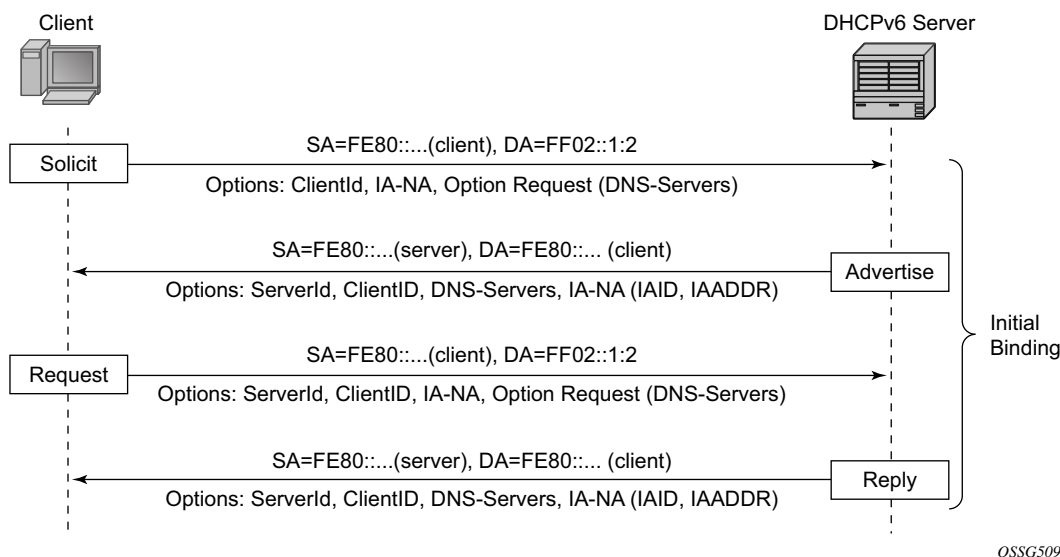 Client
DHCPv6 Server
SA=FE80::...(client), DA=FF02::1:2
Solicit
Options: ClientId, IA-NA, Option Request (DNS-Servers)
SA=FE80::...(server), DA=FE80::... (client)
Advertise
Options: ServerId, ClientID, DNS-Servers, IA-NA (IAID, IAADDR)
Initial
Binding
SA=FE80::...(client), DA=FF02::1:2
Request
Options: ServerId, ClientID, IA-NA, Option Request (DNS-Servers)
SA=FE80::...(server), DA=FE80::... (client)
Reply
Options: ServerId, ClientID, DNS-Servers, IA-NA (IAID, IAADDR)
OSSG509